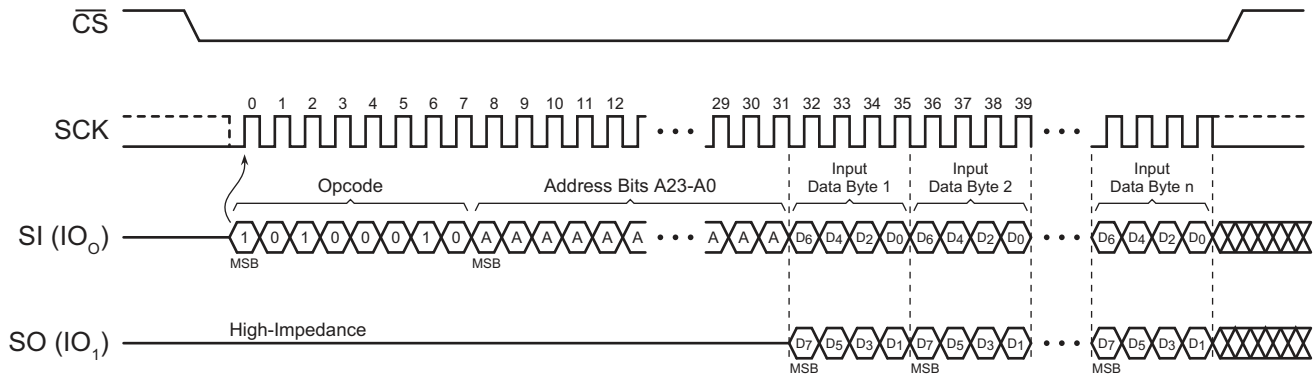 CS
0 1 2 3 4 5 6 7 8 9 10 11 12 29 30 31 32 33 34 35 36 37 38 39
SCK
Opcode Address Bits A23-A0 Input Data Byte 1 Input Data Byte 2 Input Data Byte n
SI (IO_O) 1 0 1 0 0 0 1 0 A A A A A A A A A D6 D4 D2 D0 D6 D4 D2 D0 D6 D4 D2 D0
MSB MSB
High-Impedance
SO (IO_1) D7 D5 D3 D1 D7 D5 D3 D1 D7 D5 D3 D1
MSB MSB MSB